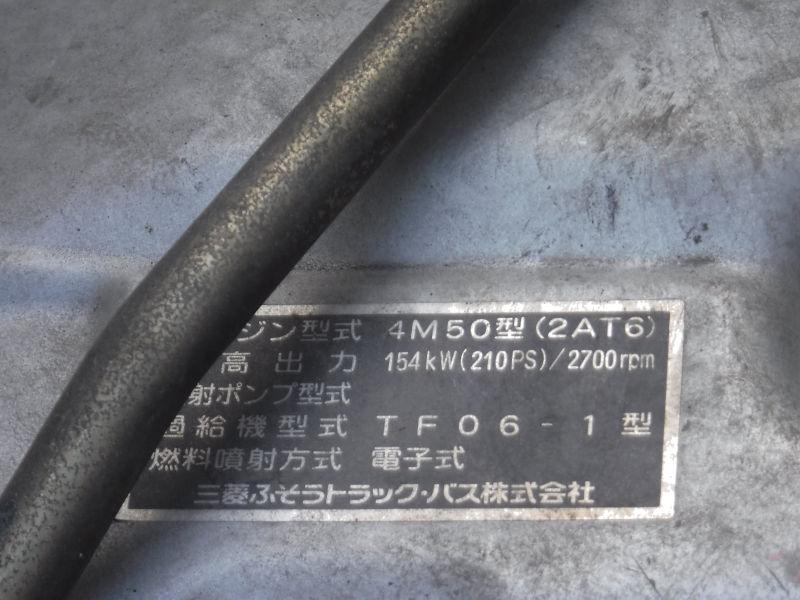 ジン型式 4M50型(2AT6)
高出力 154kW(210PS)/2700rpm
射ポンプ型式
過給機型式 TF06-1型
燃料噴射方式 電子式
三菱ふそうトラック・バス株式会社